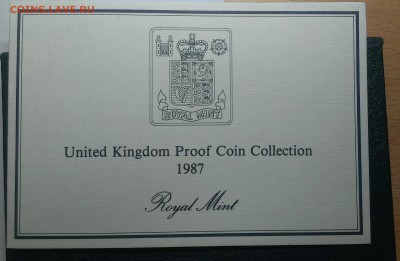 COINS.LAVE.RU
ROYAL MINT
United Kingdom Proof Coin Collection
1987
Royal Mint